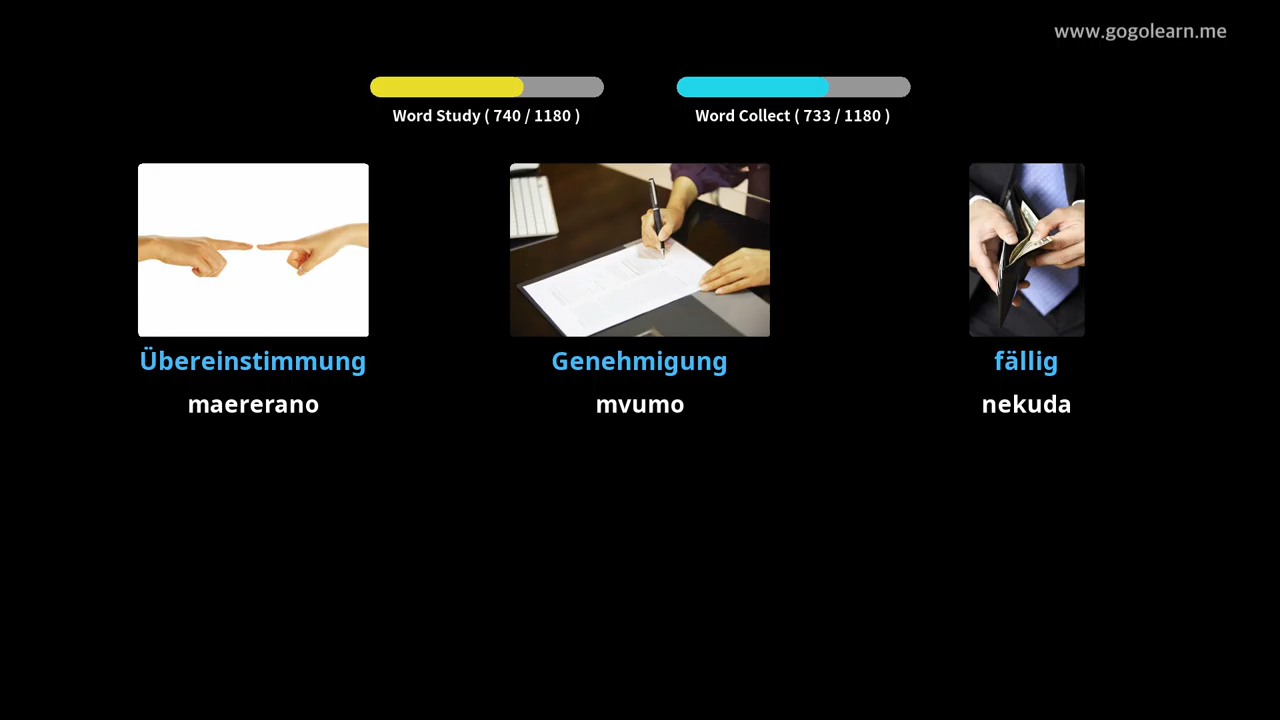 www.gogolearn.me
Word Study ( 740 / 1180 )
Word Collect ( 733 / 1180 )
Übereinstimmung
maererano
Genehmigung
mvumo
fällig
nekuda